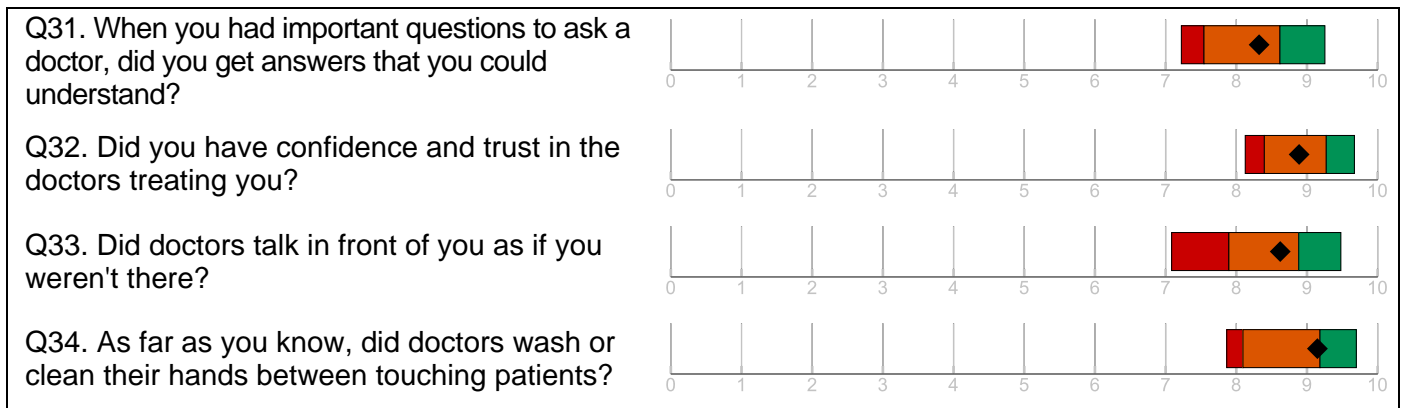 Q31. When you had important questions to ask a
doctor, did you get answers that you could
understand?
0 1 2 3 4 5 6 7 8 9 10
Q32. Did you have confidence and trust in the
doctors treating you?
0 1 2 3 4 5 6 7 8 9 10
Q33. Did doctors talk in front of you as if you
weren't there?
0 1 2 3 4 5 6 7 8 9 10
Q34. As far as you know, did doctors wash or
clean their hands between touching patients?
0 1 2 3 4 5 6 7 8 9 10